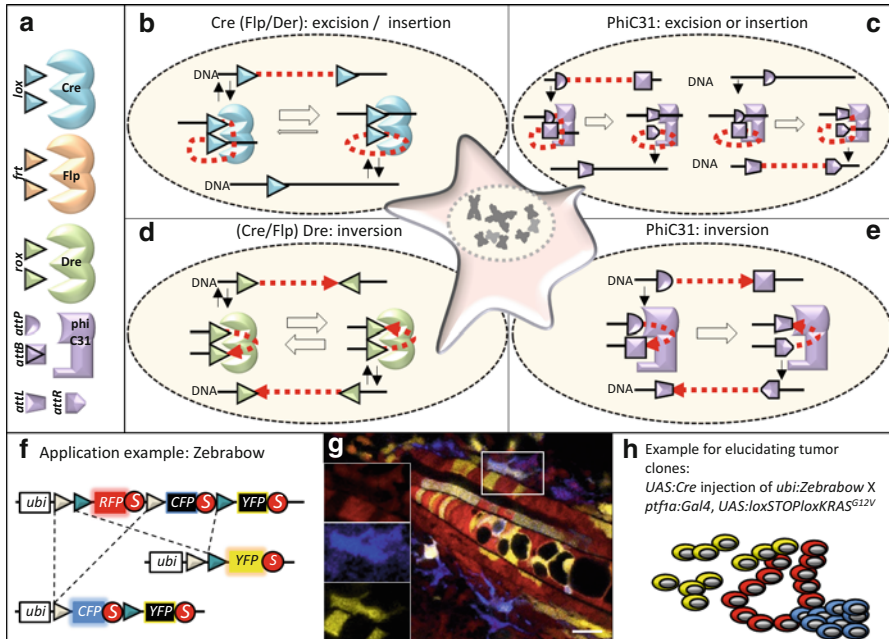 a
lox
Cre
frt
Flp
rox
Dre
attP
attB
phi
C31
attL
attR
b
Cre (Flp/Der): excision / insertion
DNA
DNA
PhiC31: excision or insertion
c
DNA
DNA
DNA
DNA
d
(Cre/Flp) Dre: inversion
DNA
DNA
PhiC31: inversion
e
DNA
DNA
f
Application example: Zebrabow
ubi RFP S CFP S YFP S
ubi YFP S
ubi CFP S YFP S
g
h
Example for elucidating tumor
clones:
UAS:Cre injection of ubi:Zebrabow X
ptf1a:Gal4, UAS:loxSTOPloxKRASG12V